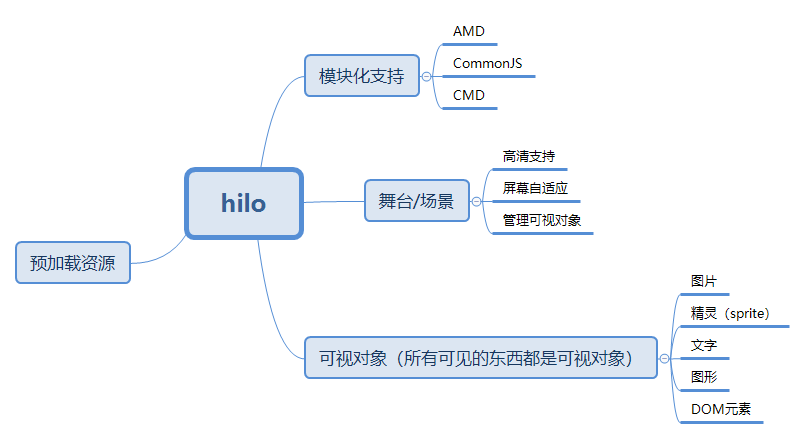 hilo
模块化支持
AMD
CommonJS
CMD
舞台/场景
高清支持
屏幕自适应
管理可视对象
可视对象（所有可见的东西都是可视对象）
图片
精灵（sprite）
文字
图形
DOM元素
预加载资源